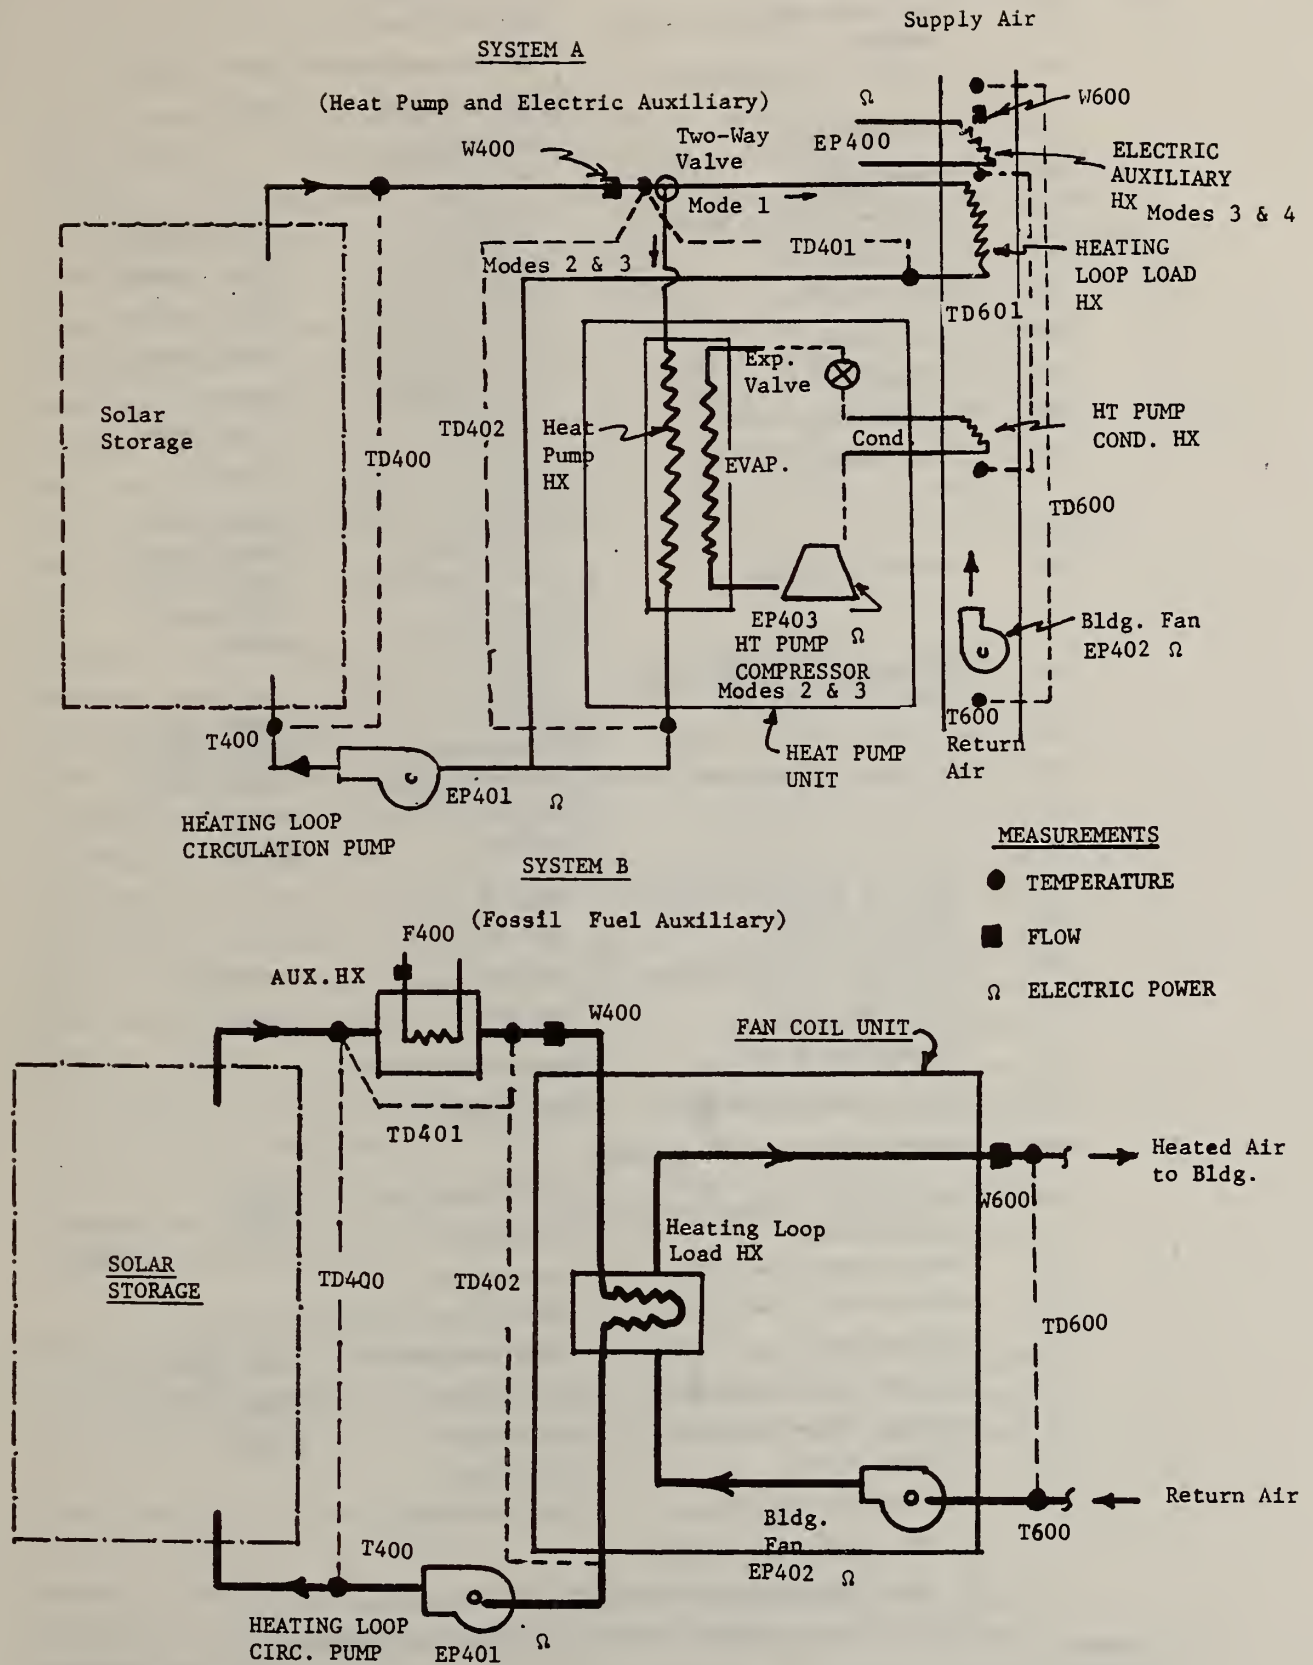 Supply Air
SYSTEM A
(Heat Pump and Electric Auxiliary)
Ω
W600
W400
Two-Way
Valve
EP400
ELECTRIC
AUXILIARY
HX Modes 3 & 4
Mode 1
TD401
Modes 2 & 3
HEATING
LOOP LOAD
HX
TD601
Exp.
Valve
Solar
Storage
TD402
Heat
Pump
HX
HT PUMP
COND. HX
Cond
TD400
EVAP.
TD600
EP403 Ω
HT PUMP
COMPRESSOR
Modes 2 & 3
Bldg. Fan
EP402 Ω
T600
Return
Air
T400
HEAT PUMP
UNIT
EP401 Ω
HEATING LOOP
CIRCULATION PUMP
MEASUREMENTS
TEMPERATURE
FLOW
Ω ELECTRIC POWER
SYSTEM B
(Fossil Fuel Auxiliary)
F400
AUX.HX
W400
FAN COIL UNIT
TD401
Heated Air
to Bldg.
W600
Heating Loop
Load HX
SOLAR
STORAGE
TD400
TD402
TD600
Return Air
Bldg.
Fan
EP402 Ω
T600
T400
HEATING LOOP
CIRC. PUMP
EP401 Ω